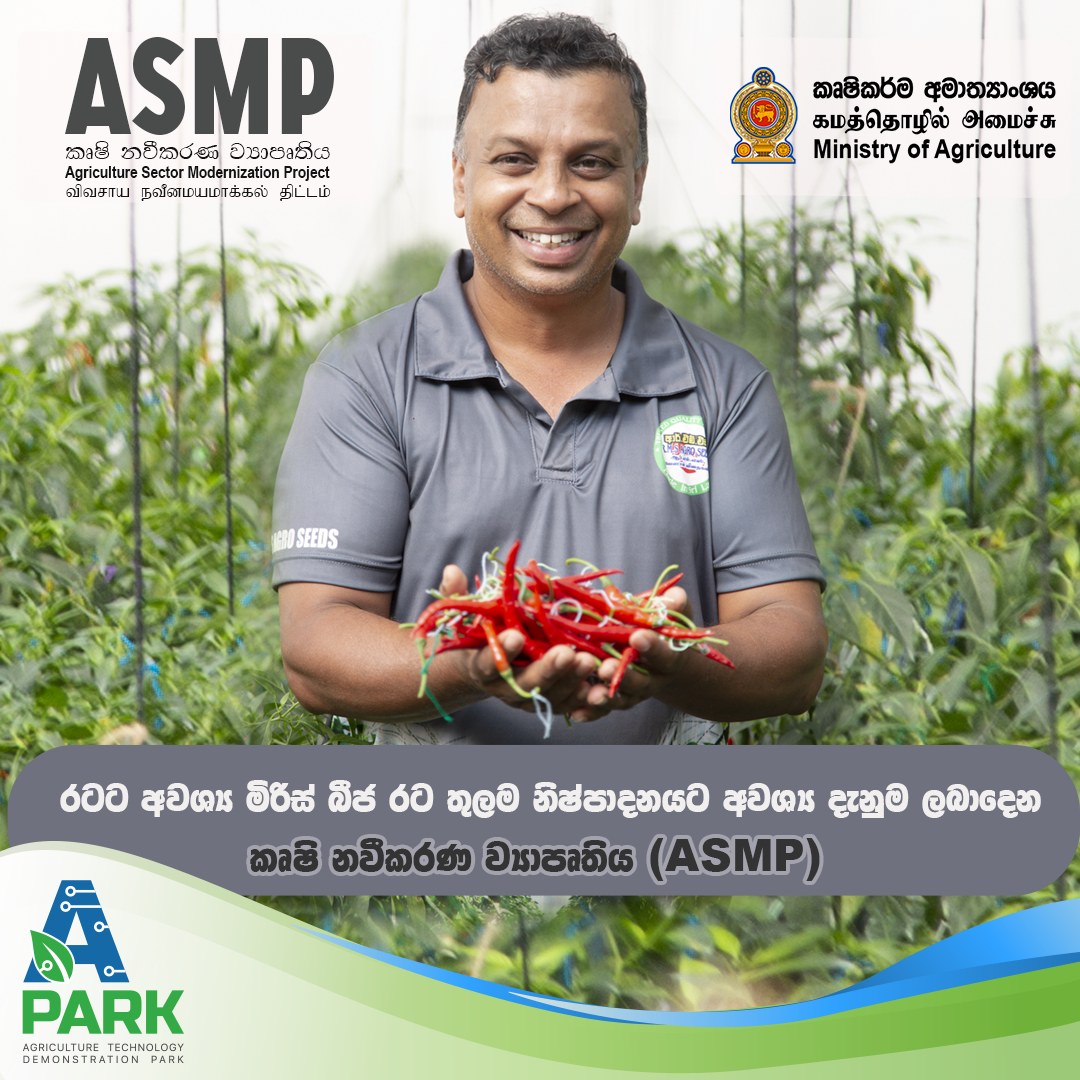 ASMP
කෘෂි නවීකරණ ව්‍යාපෘතිය
Agriculture Sector Modernization Project
விவசாய நவீனமயமாக்கல் திட்டம்
කෘෂිකර්ම අමාත්‍යාංශය
கமத்தொழில் அமைச்சு
Ministry of Agriculture
AGRO SEEDS
රටට අවශ්‍ය මිරිස් බීජ රට තුලම නිෂ්පාදනයට අවශ්‍ය දැනුම ලබාදෙන
කෘෂි නවීකරණ ව්‍යාපෘතිය (ASMP)
A
PARK
AGRICULTURE TECHNOLOGY
DEMONSTRATION PARK